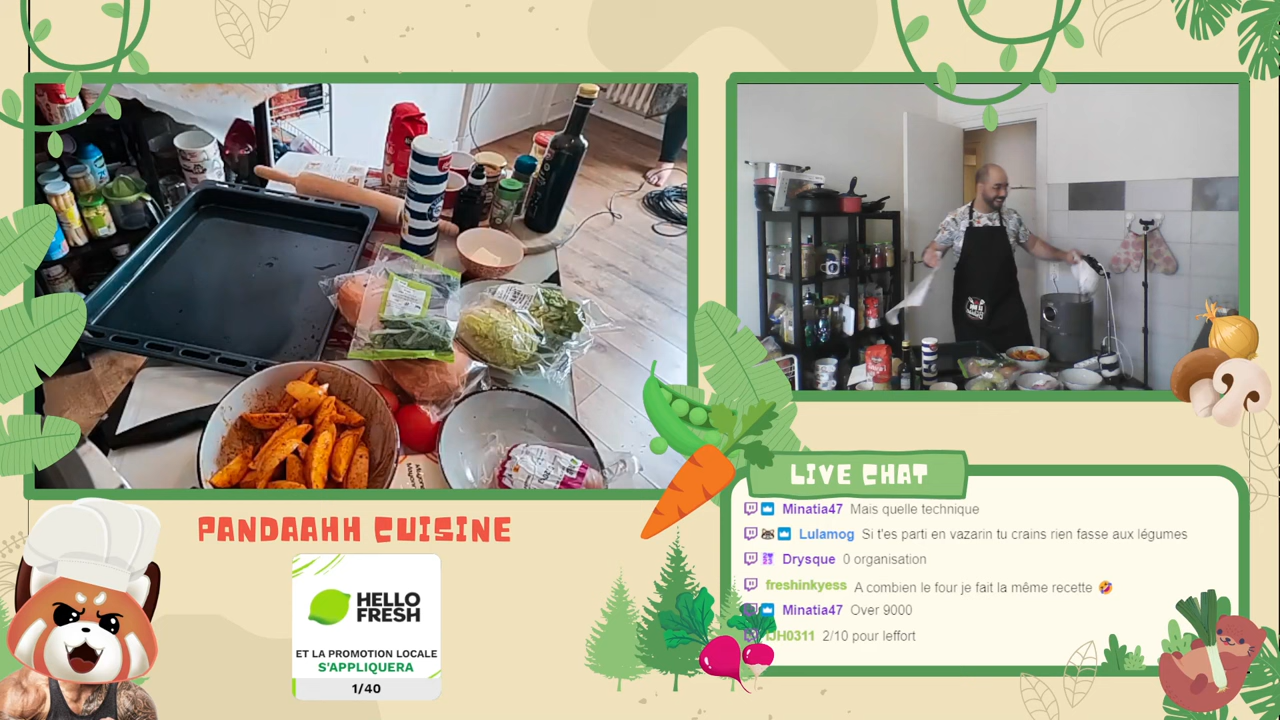 LIVE CHAT
Minatia47 Mais quelle technique
Lulamog Si t'es parti en vazarin tu crains rien fasse aux légumes
Drysque 0 organisation
freshinkyess A combien le four je fait la même recette 🤣
Minatia47 Over 9000
JH0311 2/10 pour leffort
PANDAAHH CUISINE
HELLO
FRESH
ET LA PROMOTION LOCALE
S'APPLIQUERA
1/40